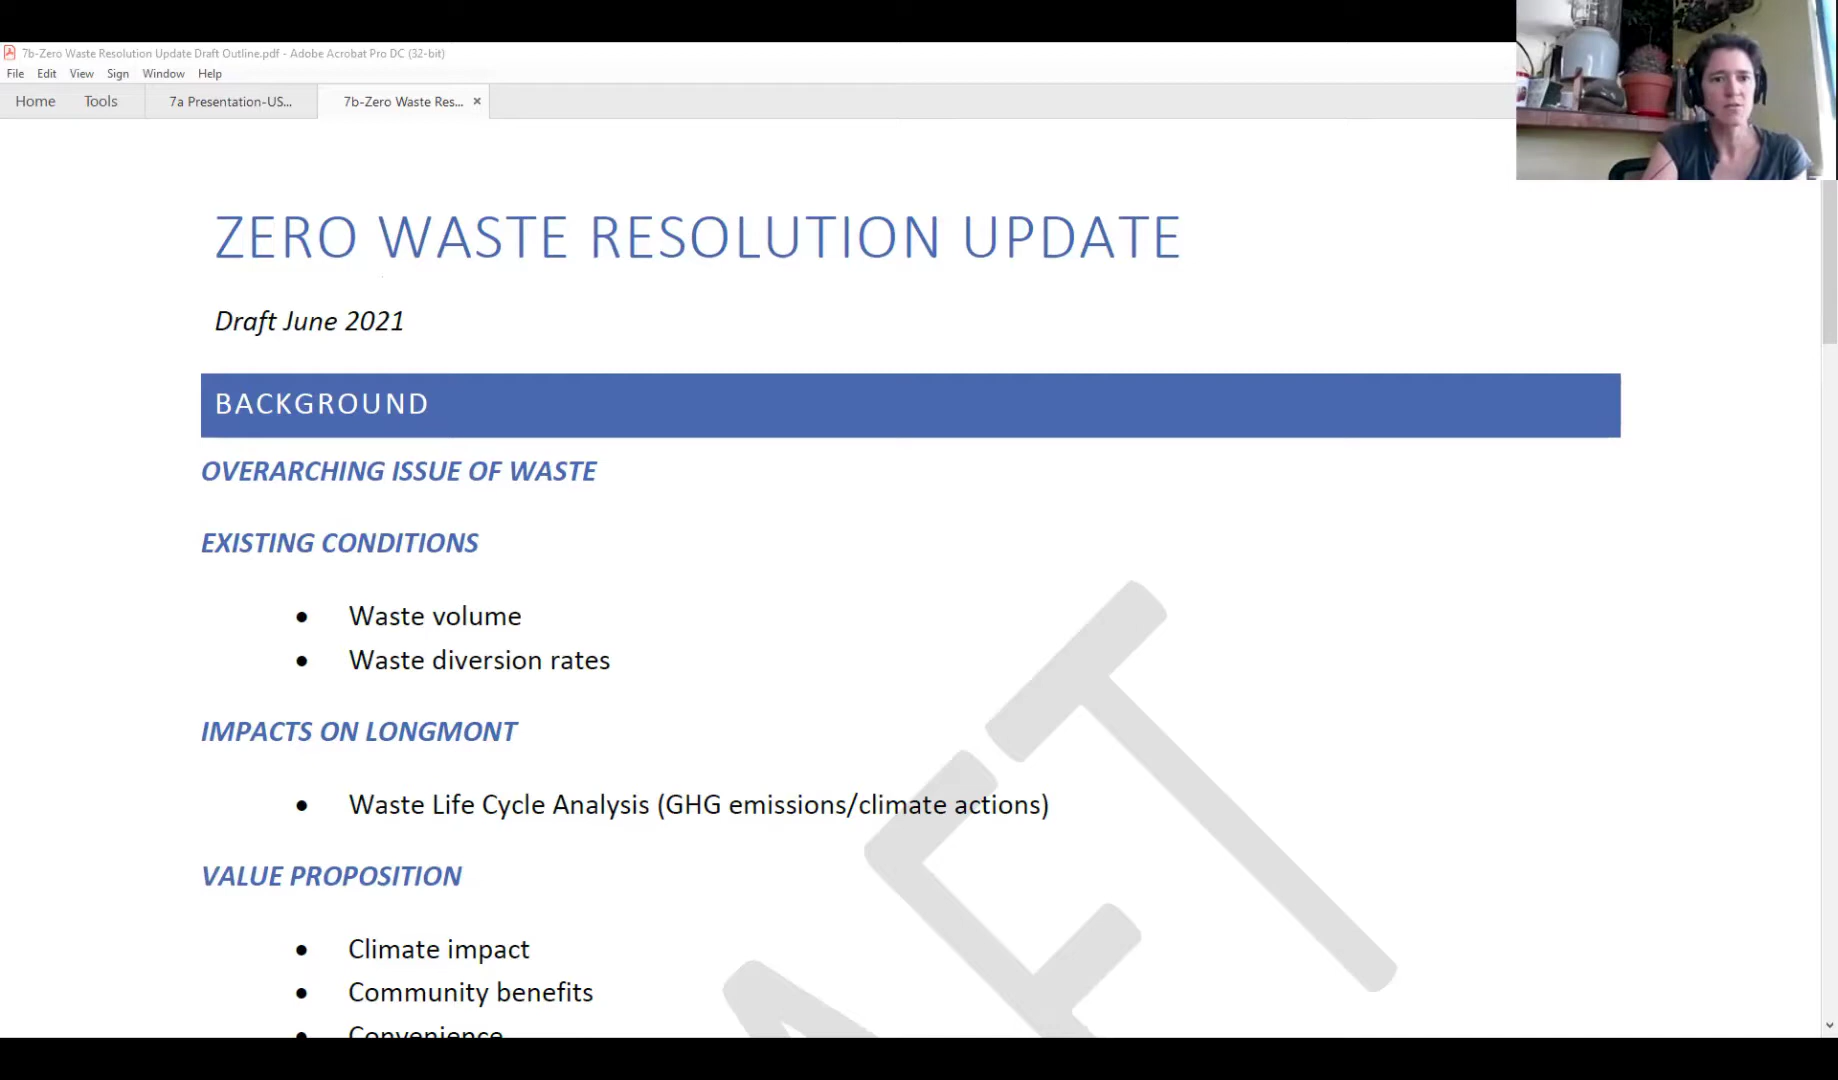 7b-Zero Waste Resolution Update Draft Outline.pdf - Adobe Acrobat Pro DC (32-bit)
File Edit View Sign Window Help
Home Tools 7a Presentation-US... 7b-Zero Waste Res... ×
ZERO WASTE RESOLUTION UPDATE
Draft June 2021
BACKGROUND
OVERARCHING ISSUE OF WASTE
EXISTING CONDITIONS
• Waste volume
• Waste diversion rates
IMPACTS ON LONGMONT
• Waste Life Cycle Analysis (GHG emissions/climate actions)
VALUE PROPOSITION
• Climate impact
• Community benefits
• Convenience